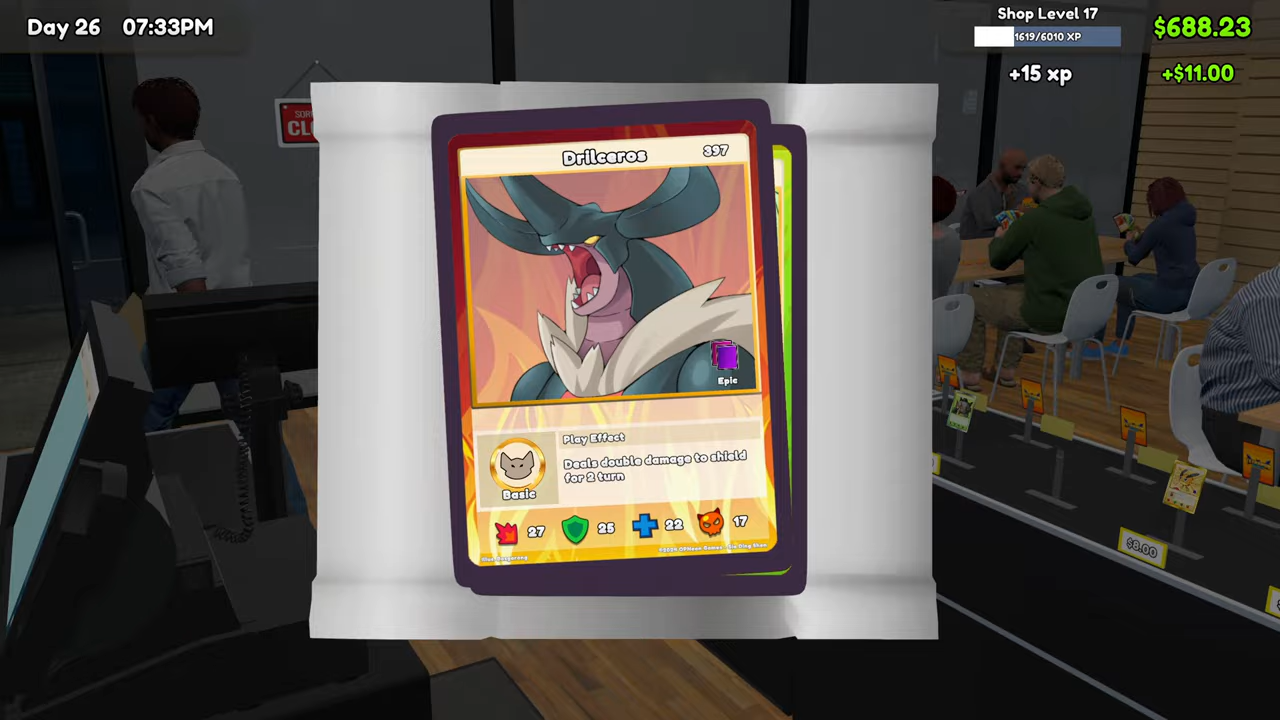 Day 26 07:33PM
Shop Level 17
1619/6010 XP
$688.23
+15 xp
+$11.00
Drilceros 397
Epic
Play Effect
Deals double damage to shield
for 2 turn
Basic
27 25 22 17
$8.00